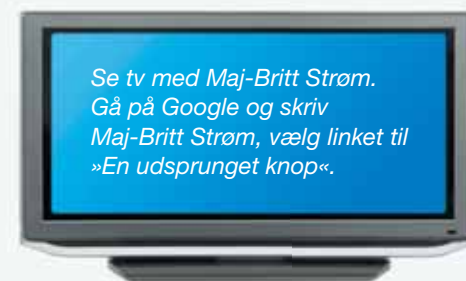 Se tv med Maj-Britt Strøm.
Gå på Google og skriv
Maj-Britt Strøm, vælg linket til
»En udsprunget knop«.